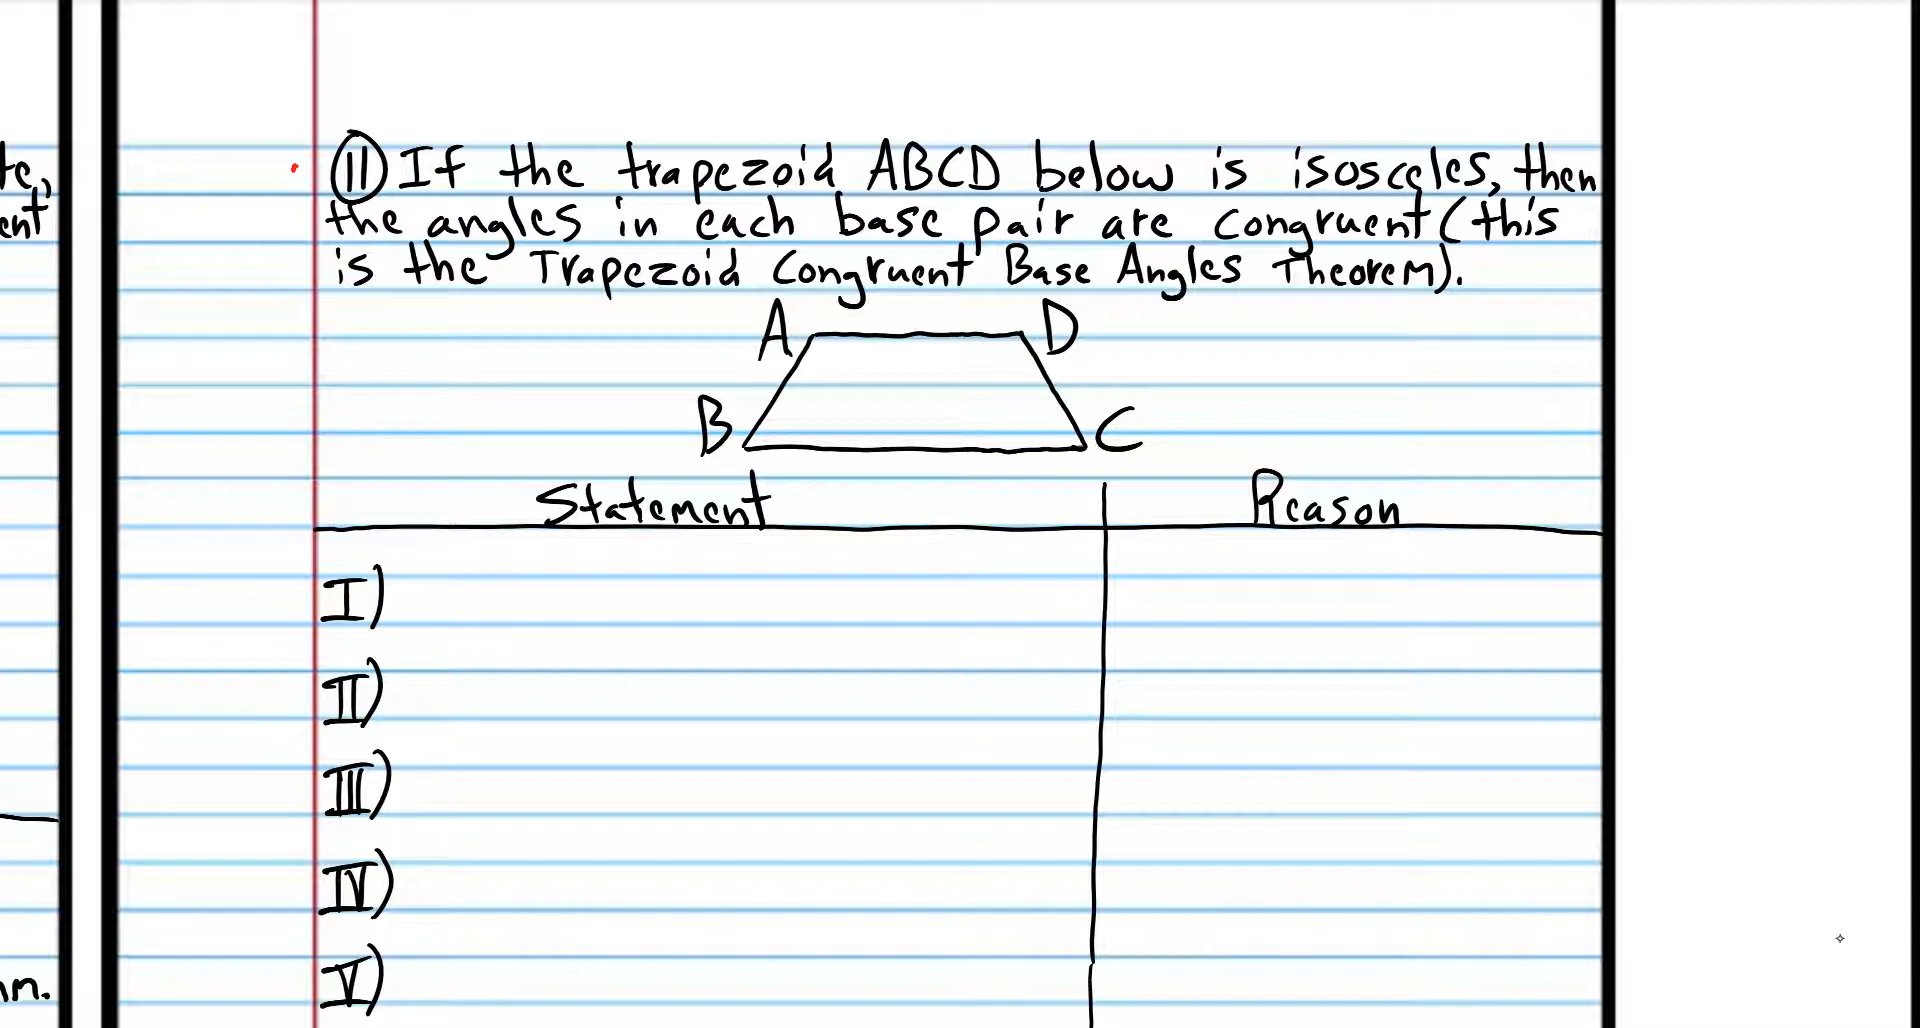 te,
ent
⑪ If the trapezoid ABCD below is isosceles, then
the angles in each base pair are congruent (this
is the Trapezoid Congruent Base Angles Theorem).
A D
B C
Statement Reason
I)
II)
III)
IV)
V)